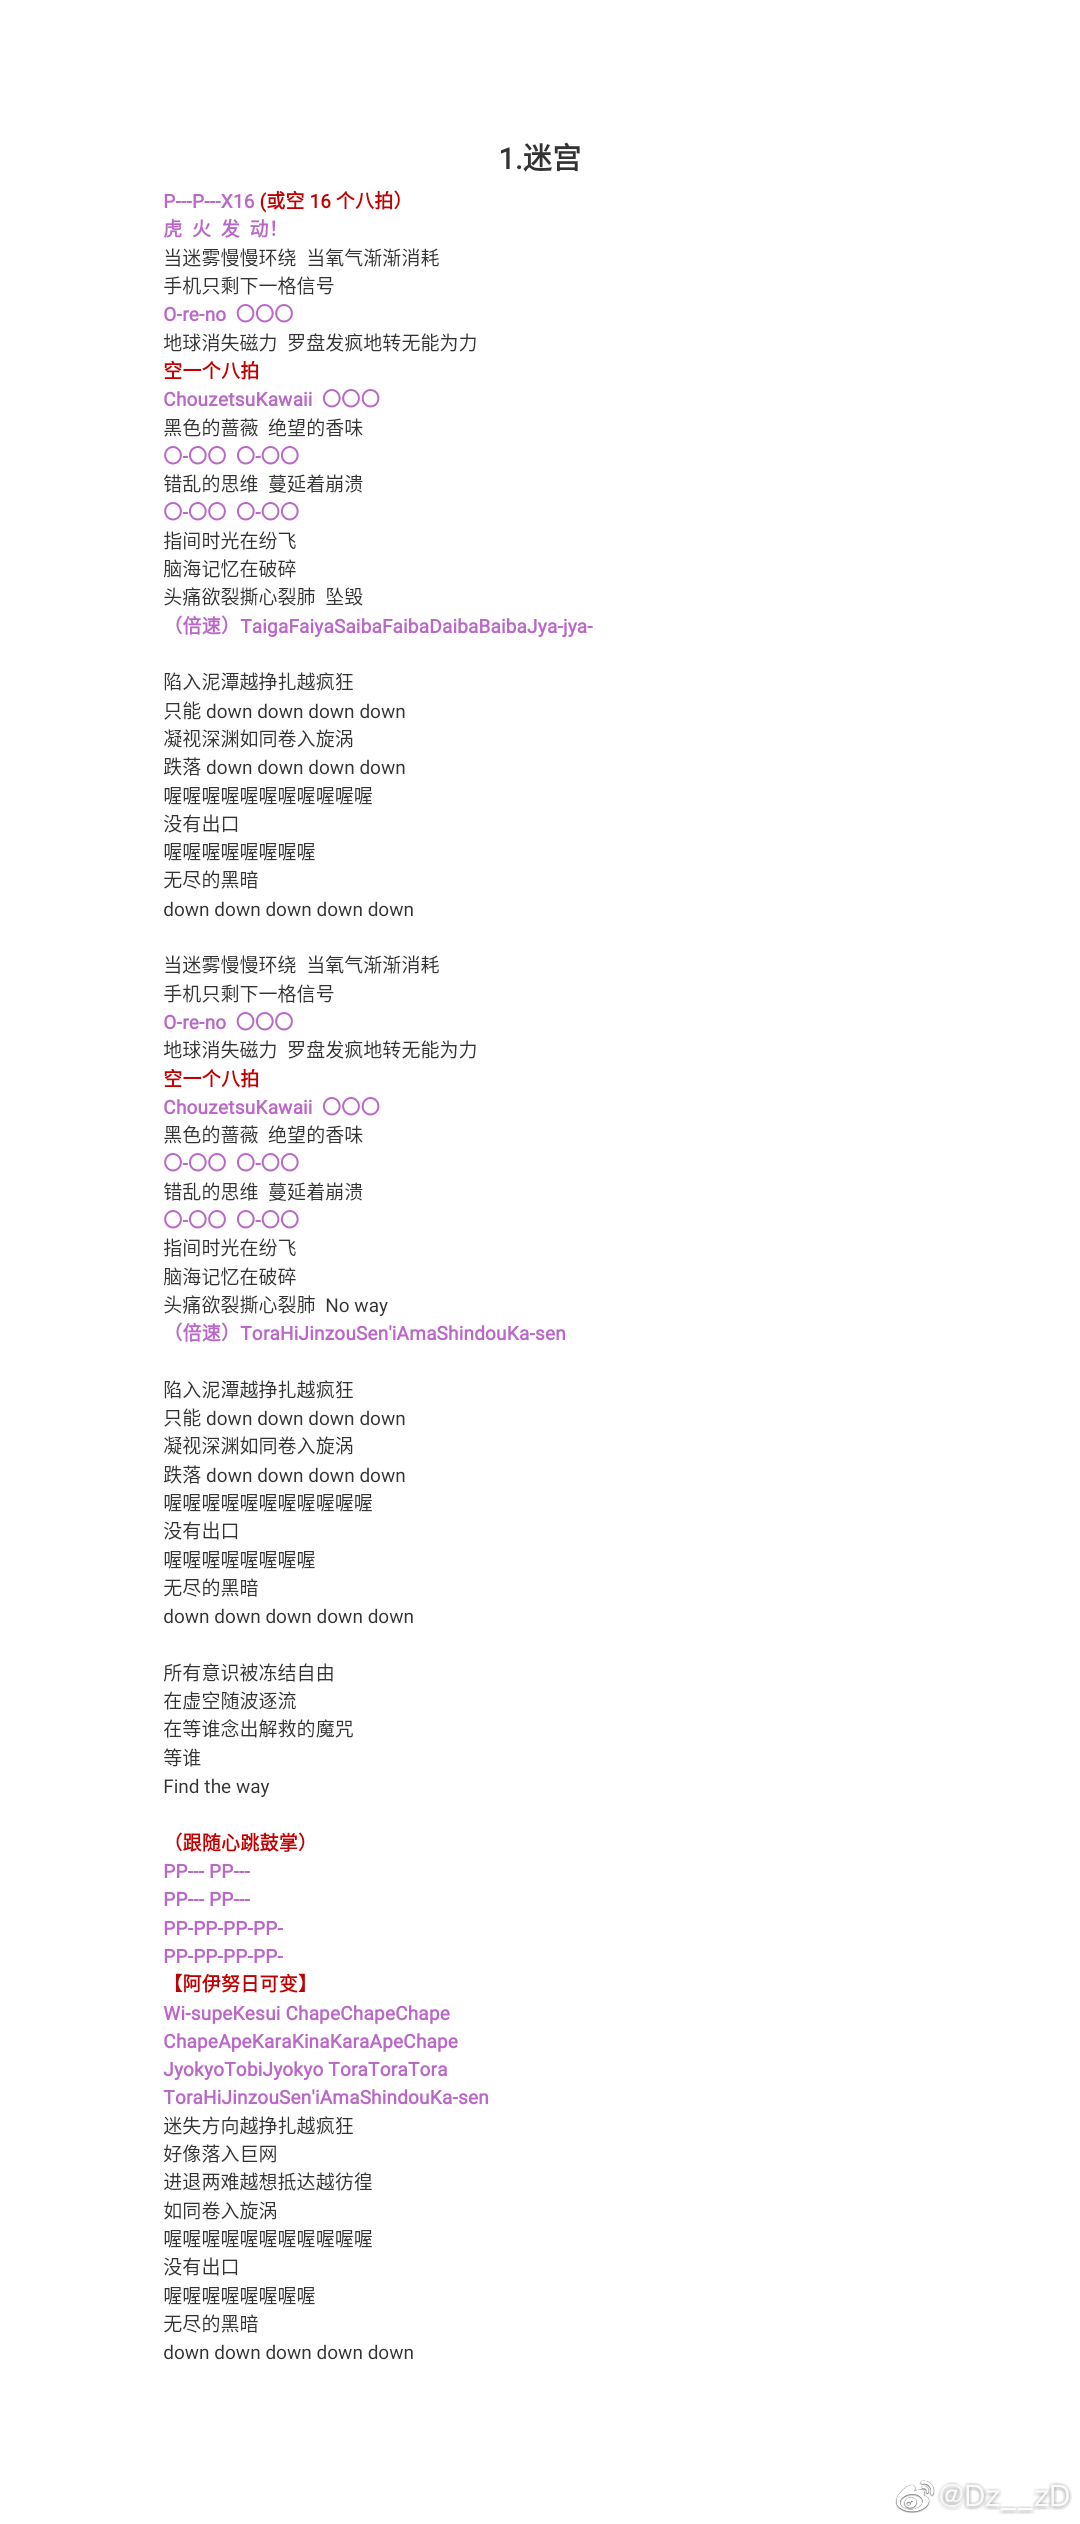 1.迷宫
P---P---X16 (或空 16 个八拍）
虎 火 发 动！
当迷雾慢慢环绕 当氧气渐渐消耗
手机只剩下一格信号
O-re-no 〇〇〇
地球消失磁力 罗盘发疯地转无能为力
空一个八拍
ChouzetsuKawaii 〇〇〇
黑色的蔷薇 绝望的香味
〇-〇〇 〇-〇〇
错乱的思维 蔓延着崩溃
〇-〇〇 〇-〇〇
指间时光在纷飞
脑海记忆在破碎
头痛欲裂撕心裂肺 坠毁
（倍速）TaigaFaiyaSaibaFaibaDaibaBaibaJya-jya-
陷入泥潭越挣扎越疯狂
只能 down down down down
凝视深渊如同卷入旋涡
跌落 down down down down
喔喔喔喔喔喔喔喔喔喔喔
没有出口
喔喔喔喔喔喔喔喔
无尽的黑暗
down down down down down
当迷雾慢慢环绕 当氧气渐渐消耗
手机只剩下一格信号
O-re-no 〇〇〇
地球消失磁力 罗盘发疯地转无能为力
空一个八拍
ChouzetsuKawaii 〇〇〇
黑色的蔷薇 绝望的香味
〇-〇〇 〇-〇〇
错乱的思维 蔓延着崩溃
〇-〇〇 〇-〇〇
指间时光在纷飞
脑海记忆在破碎
头痛欲裂撕心裂肺 No way
（倍速）ToraHiJinzouSen'iAmaShindouKa-sen
陷入泥潭越挣扎越疯狂
只能 down down down down
凝视深渊如同卷入旋涡
跌落 down down down down
喔喔喔喔喔喔喔喔喔喔喔
没有出口
喔喔喔喔喔喔喔喔
无尽的黑暗
down down down down down
所有意识被冻结自由
在虚空随波逐流
在等谁念出解救的魔咒
等谁
Find the way
（跟随心跳鼓掌）
PP--- PP---
PP--- PP---
PP-PP-PP-PP-
PP-PP-PP-PP-
【阿伊努日可变】
Wi-supeKesui ChapeChapeChape
ChapeApeKaraKinaKaraApeChape
JyokyoTobiJyokyo ToraToraTora
ToraHiJinzouSen'iAmaShindouKa-sen
迷失方向越挣扎越疯狂
好像落入巨网
进退两难越想抵达越彷徨
如同卷入旋涡
喔喔喔喔喔喔喔喔喔喔喔
没有出口
喔喔喔喔喔喔喔喔
无尽的黑暗
down down down down down
@Dz__zD